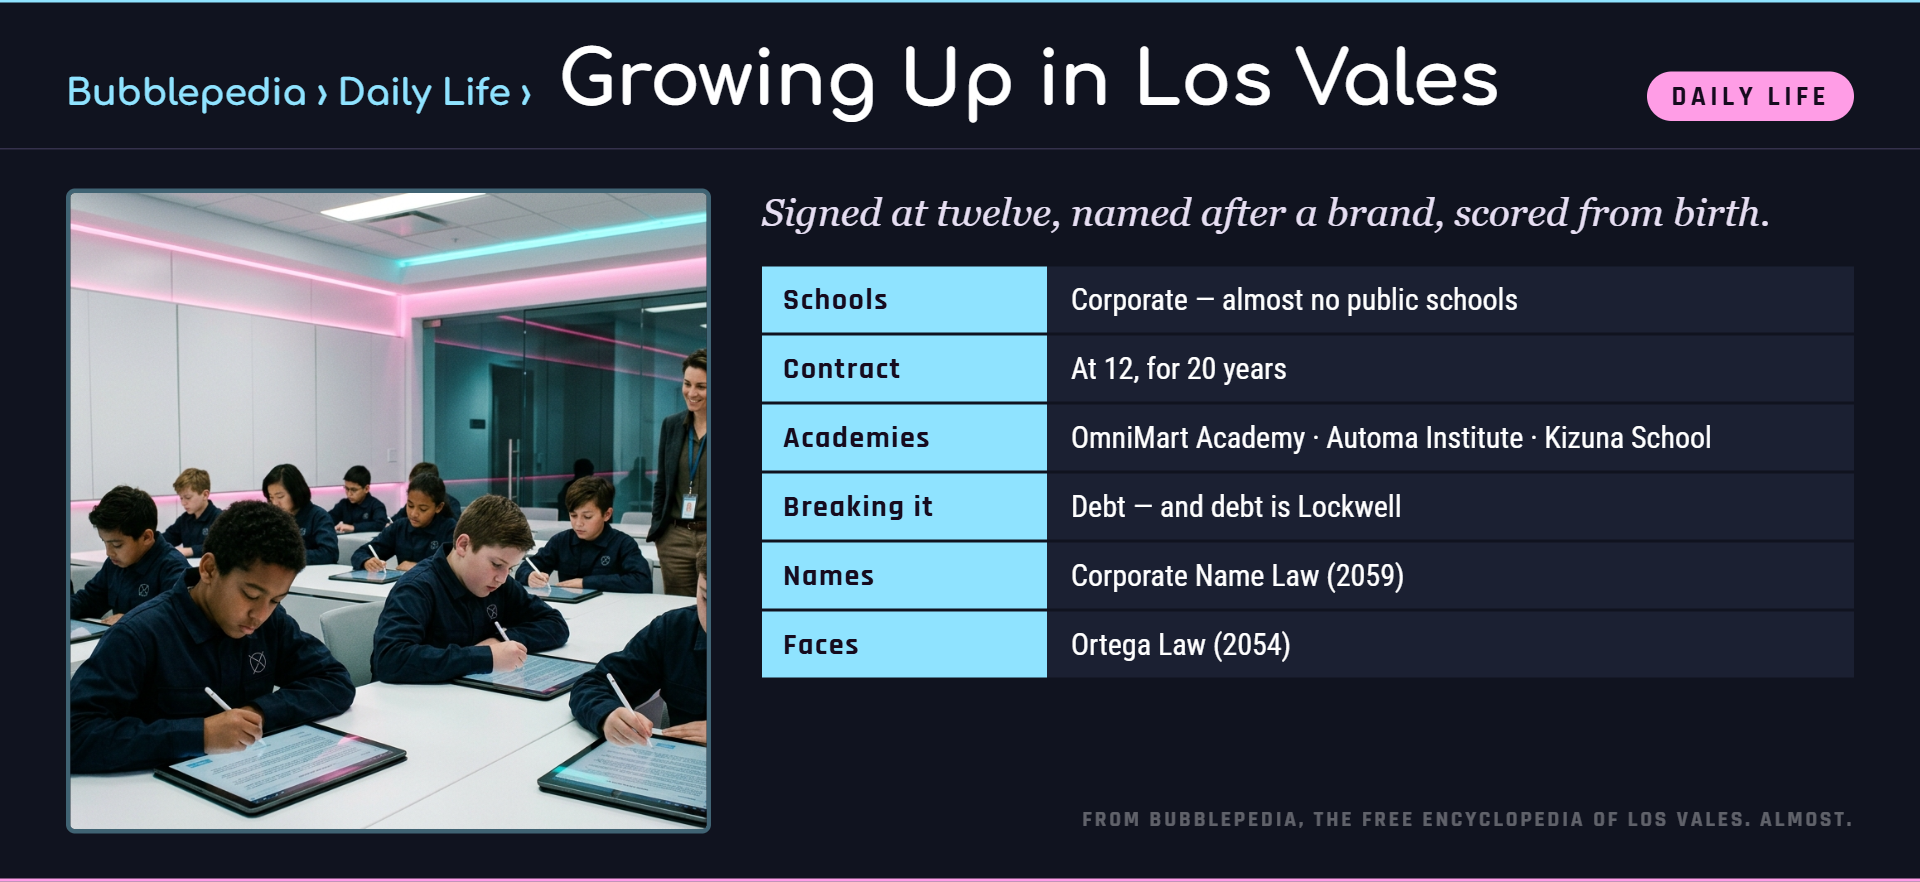 Bubblepedia › Daily Life › Growing Up in Los Vales
DAILY LIFE
Signed at twelve, named after a brand, scored from birth.
Schools Corporate — almost no public schools
Contract At 12, for 20 years
Academies OmniMart Academy · Automa Institute · Kizuna School
Breaking it Debt — and debt is Lockwell
Names Corporate Name Law (2059)
Faces Ortega Law (2054)
FROM BUBBLEPEDIA, THE FREE ENCYCLOPEDIA OF LOS VALES. ALMOST.